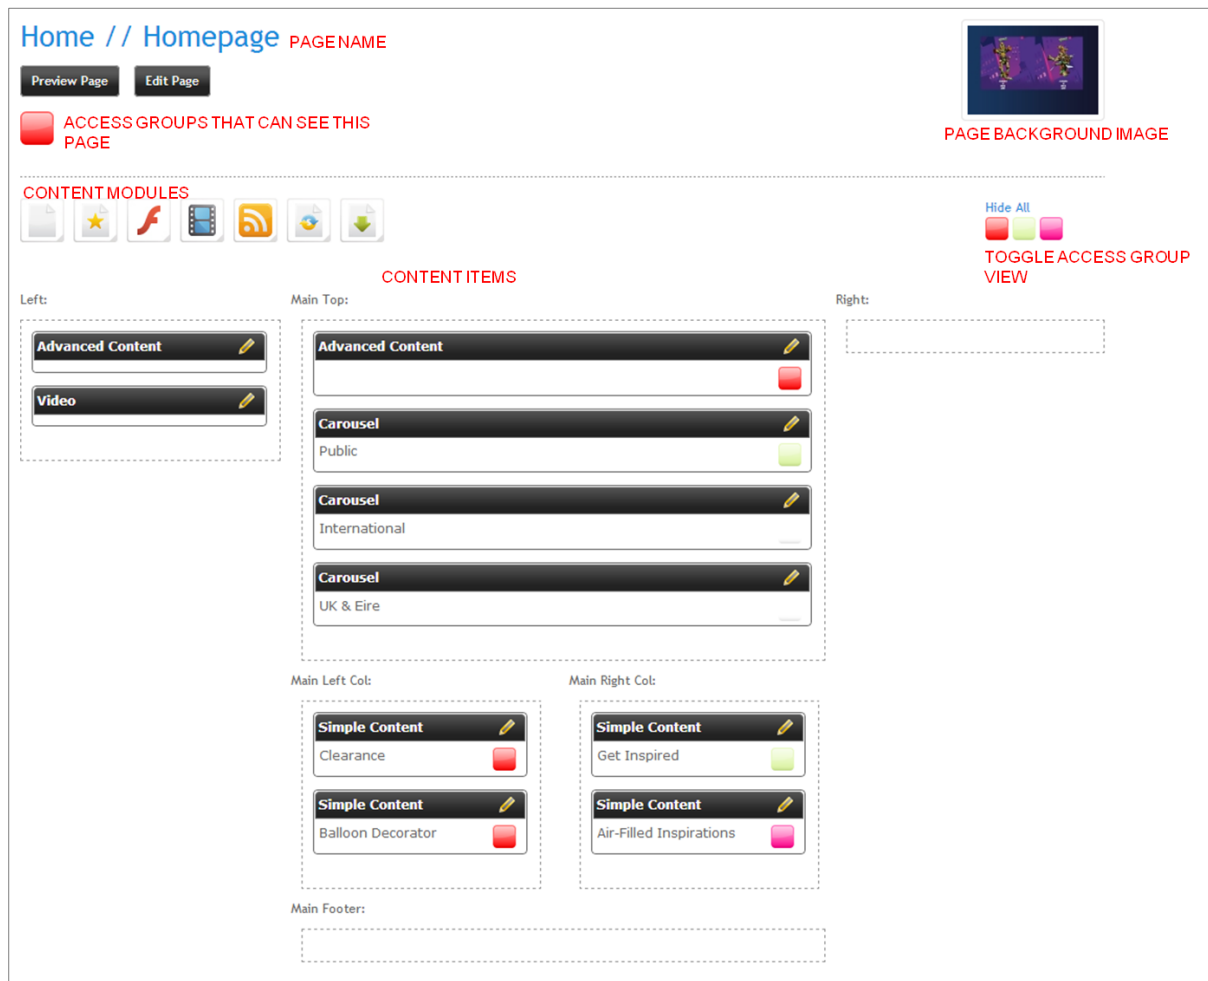 Home // Homepage PAGE NAME
Preview Page Edit Page
ACCESS GROUPS THAT CAN SEE THIS
PAGE
PAGE BACKGROUND IMAGE
CONTENT MODULES
Hide All
TOGGLE ACCESS GROUP
VIEW
CONTENT ITEMS
Left:
Advanced Content
Video
Main Top:
Advanced Content
Carousel
Public
Carousel
International
Carousel
UK & Eire
Right:
Main Left Col:
Simple Content
Clearance
Simple Content
Balloon Decorator
Main Right Col:
Simple Content
Get Inspired
Simple Content
Air-Filled Inspirations
Main Footer: